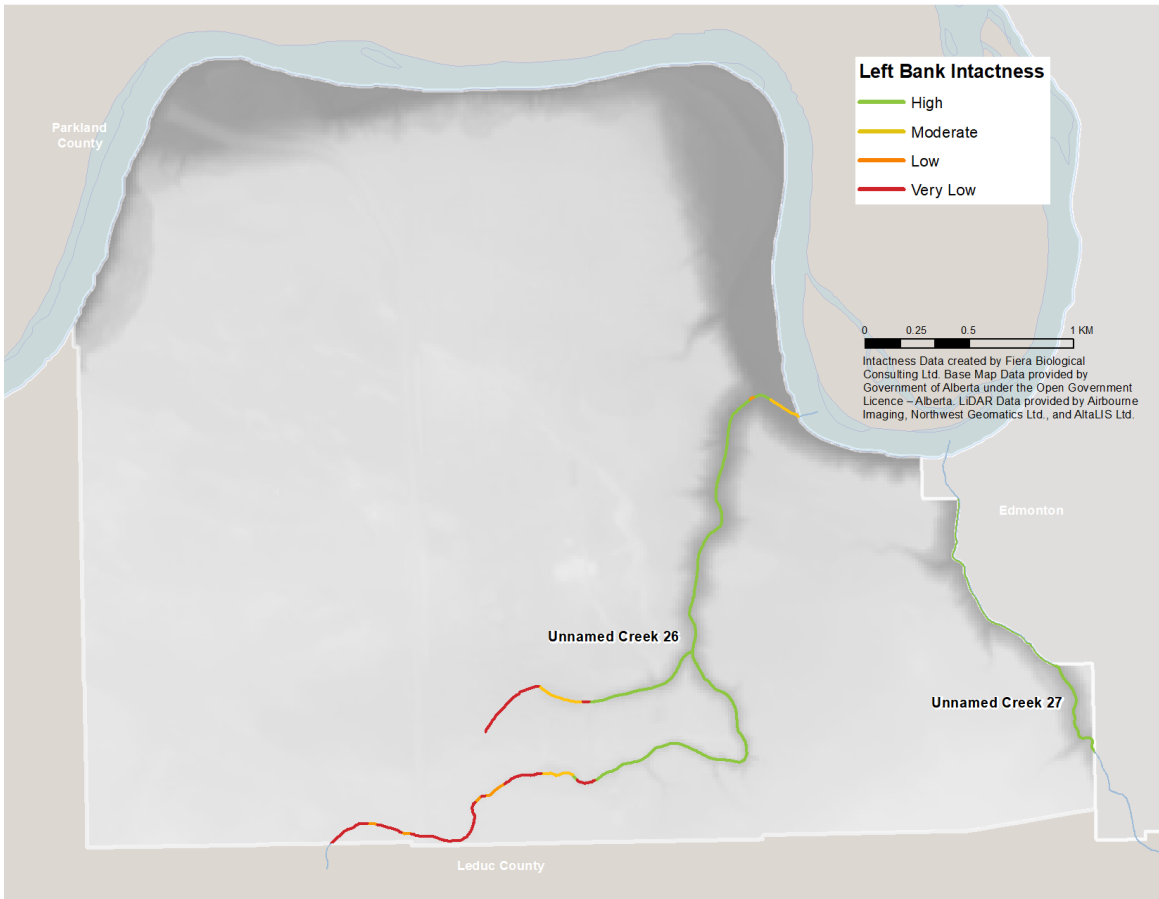 Left Bank Intactness
High
Moderate
Low
Very Low
Parkland
County
0 0.25 0.5 1 KM
Intactness Data created by Fiera Biological
Consulting Ltd. Base Map Data provided by
Government of Alberta under the Open Government
Licence – Alberta. LiDAR Data provided by Airbourne
Imaging, Northwest Geomatics Ltd., and AltaLIS Ltd.
Edmonton
Unnamed Creek 26
Unnamed Creek 27
Leduc County